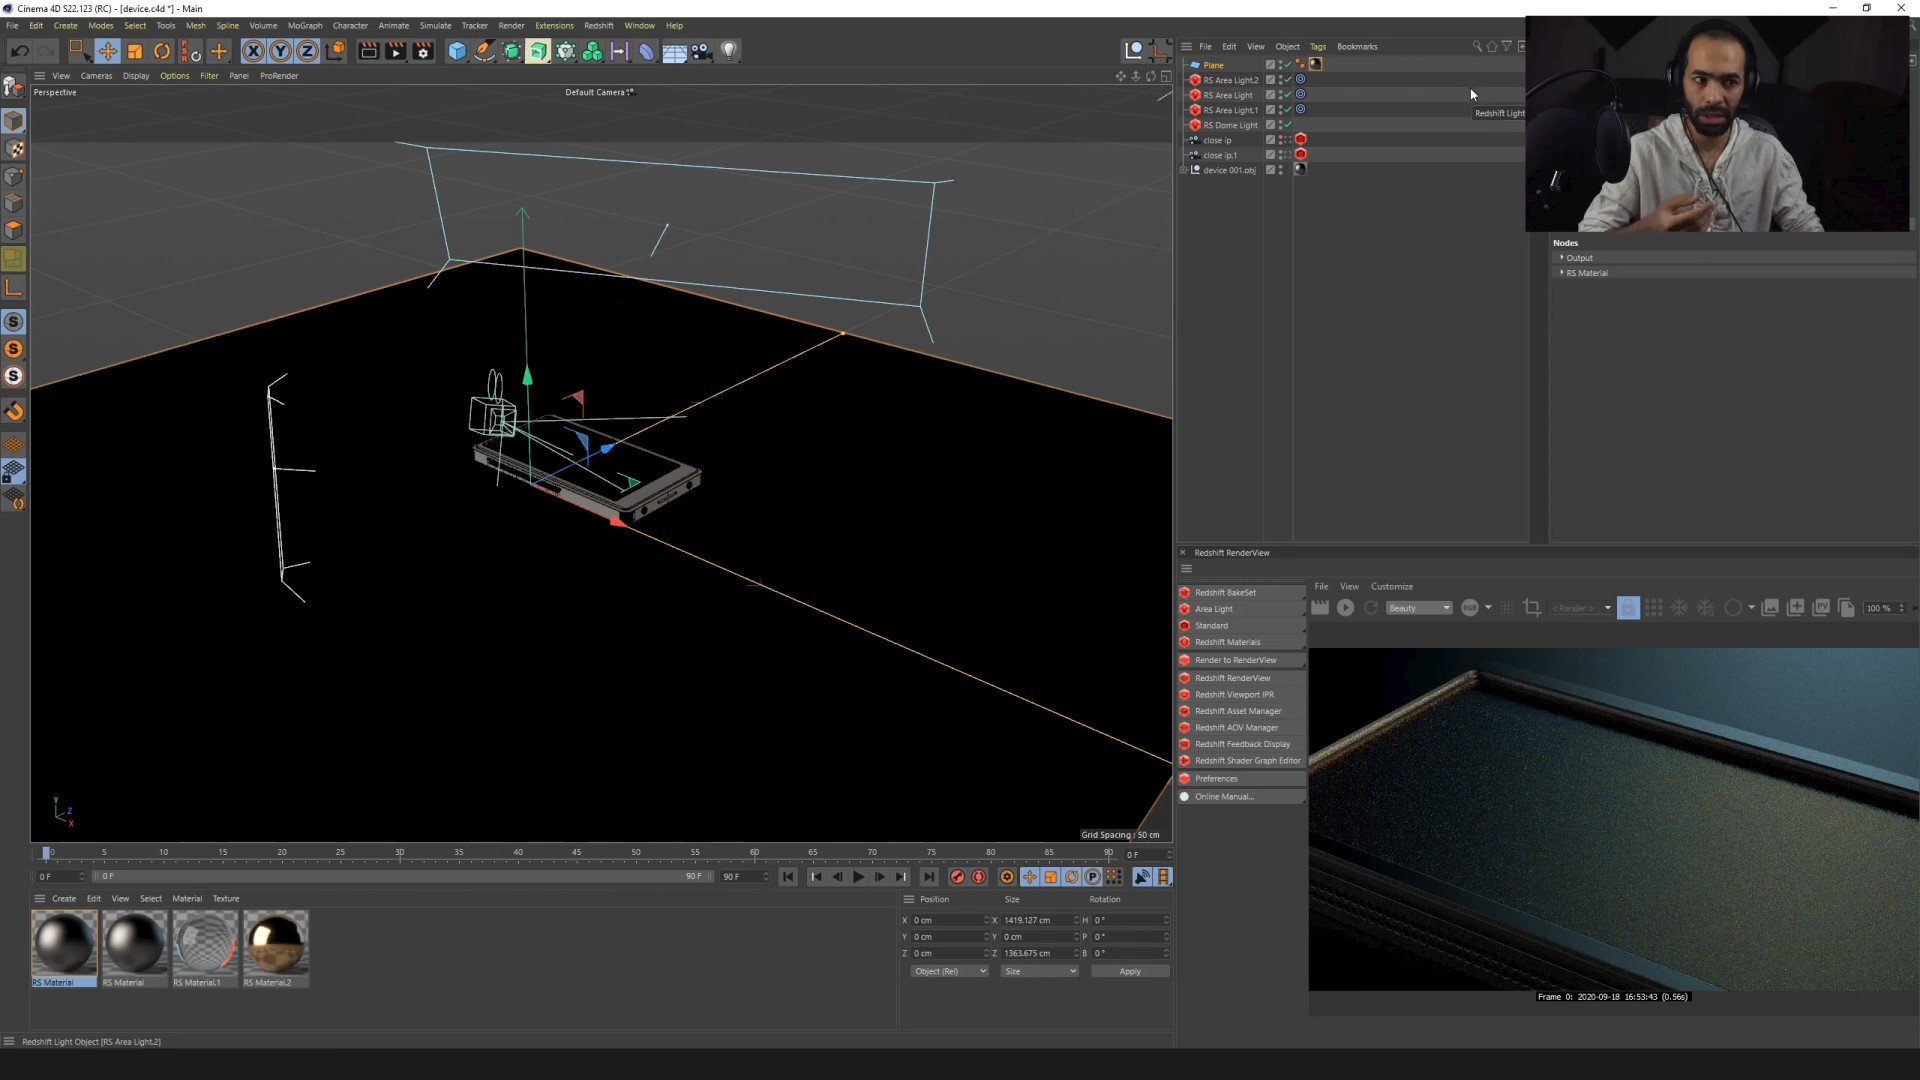 Cinema 4D S22.123 (RC) - [device.c4d *] - Main
File Edit Create Modes Select Tools Mesh Spline Volume MoGraph Character Animate Simulate Tracker Render Extensions Redshift Window Help
View Cameras Display Options Filter Panel ProRender
Perspective
Default Camera
Grid Spacing : 50 cm
Y
Z
X
File Edit View Object Tags Bookmarks
Plane
RS Area Light.2
RS Area Light
RS Area Light.1
RS Dome Light
close ip
close ip.1
device 001.obj
Redshift Light
Nodes
Output
RS Material
Redshift RenderView
Redshift BakeSet
Area Light
Standard
Redshift Materials
Render to RenderView
Redshift RenderView
Redshift Viewport IPR
Redshift Asset Manager
Redshift AOV Manager
Redshift Feedback Display
Redshift Shader Graph Editor
Preferences
Online Manual...
File View Customize
Beauty RGB < Render > 100 %
Frame 0: 2020-09-18 16:53:43 (0.56s)
0 5 10 15 20 25 30 35 40 45 50 55 60 65 70 75 80 85 90 0 F
0 F 0 F 90 F 90 F
Create Edit View Select Material Texture
RS Material RS Material RS Material.1 RS Material.2
Position Size Rotation
X 0 cm X 1419.127 cm H 0 °
Y 0 cm Y 0 cm P 0 °
Z 0 cm Z 1363.675 cm B 0 °
Object (Rel) Size Apply
Redshift Light Object [RS Area Light.2]